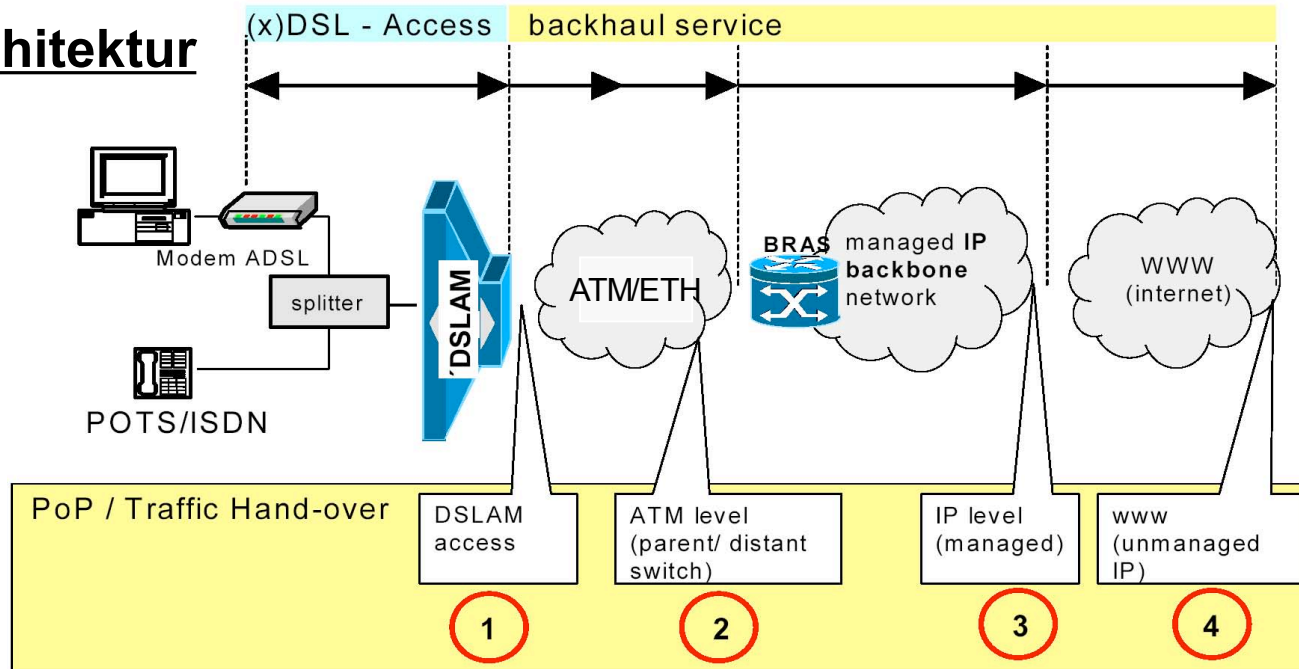 hitektur
(x)DSL - Access
backhaul service
Modem ADSL
splitter
POTS/ISDN
´DSLAM
ATM/ETH
BRAS
managed IP
backbone
network
WWW
(internet)
PoP / Traffic Hand-over
DSLAM
access
ATM level
(parent/ distant
switch)
IP level
(managed)
www
(unmanaged
IP)
1
2
3
4